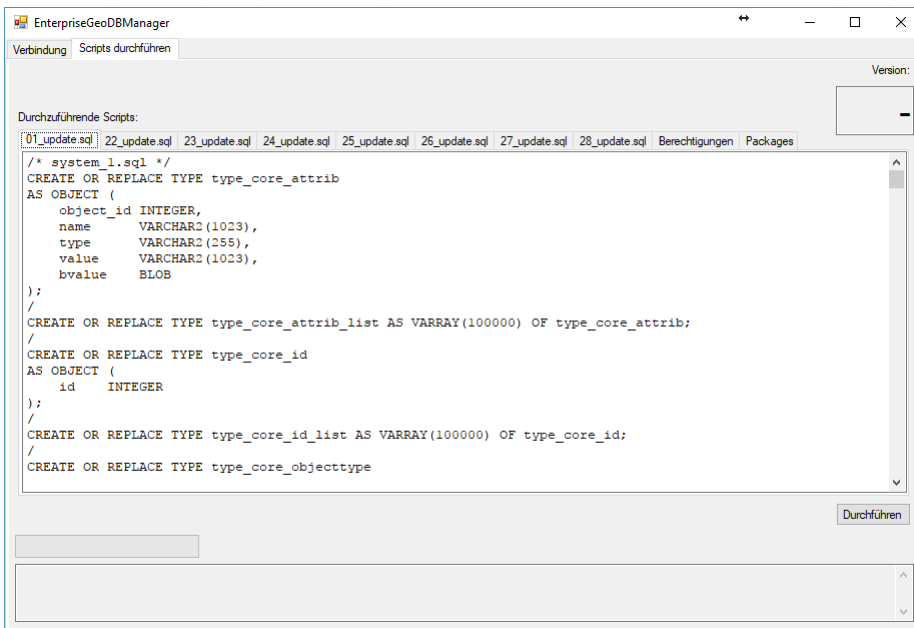 EnterpriseGeoDBManager
Verbindung Scripts durchführen
Version:
-
Durchzuführende Scripts:
01_update.sql 22_update.sql 23_update.sql 24_update.sql 25_update.sql 26_update.sql 27_update.sql 28_update.sql Berechtigungen Packages
/* system_1.sql */
CREATE OR REPLACE TYPE type_core_attrib
AS OBJECT (
    object_id INTEGER,
    name      VARCHAR2(1023),
    type      VARCHAR2(255),
    value     VARCHAR2(1023),
    bvalue    BLOB
);
/
CREATE OR REPLACE TYPE type_core_attrib_list AS VARRAY(100000) OF type_core_attrib;
/
CREATE OR REPLACE TYPE type_core_id
AS OBJECT (
    id    INTEGER
);
/
CREATE OR REPLACE TYPE type_core_id_list AS VARRAY(100000) OF type_core_id;
/
CREATE OR REPLACE TYPE type_core_objecttype
Durchführen